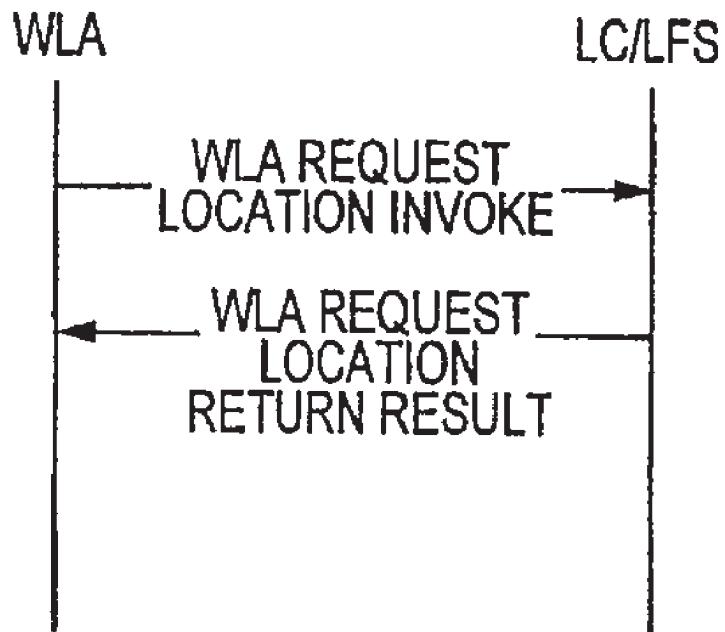 WLA
LC/LFS
WLA REQUEST
LOCATION INVOKE
WLA REQUEST
LOCATION
RETURN RESULT